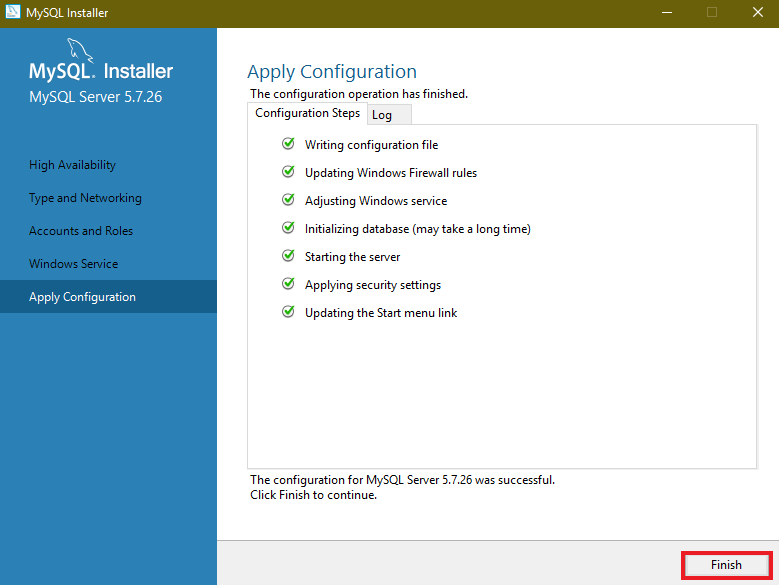 MySQL Installer
MySQL. Installer
MySQL Server 5.7.26
High Availability
Type and Networking
Accounts and Roles
Windows Service
Apply Configuration
Apply Configuration
The configuration operation has finished.
Configuration Steps Log
Writing configuration file
Updating Windows Firewall rules
Adjusting Windows service
Initializing database (may take a long time)
Starting the server
Applying security settings
Updating the Start menu link
The configuration for MySQL Server 5.7.26 was successful.
Click Finish to continue.
Finish